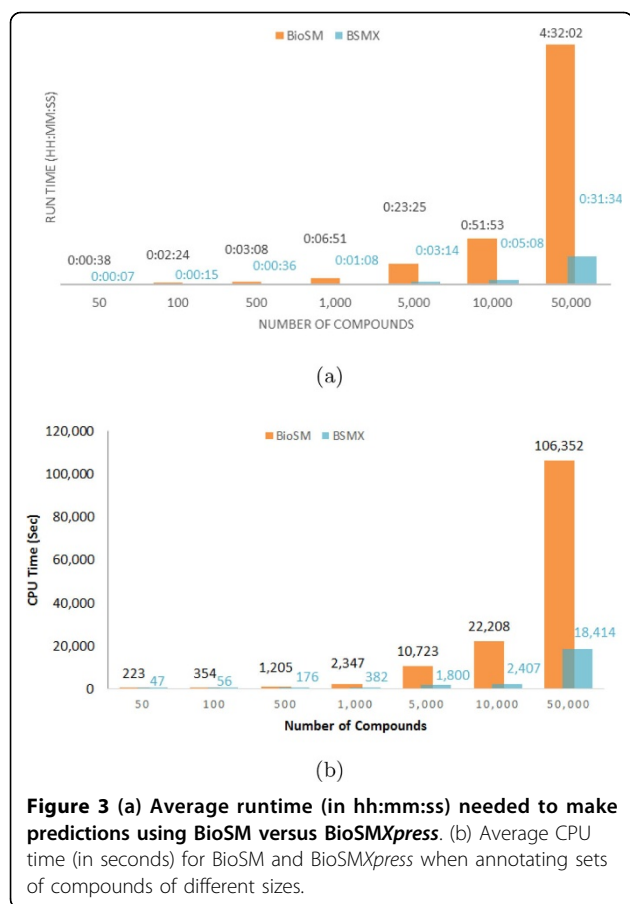 BioSM BSMX
4:32:02
RUN TIME (HH:MM:SS)
0:00:38 0:02:24 0:03:08 0:06:51 0:23:25 0:51:53
0:00:07 0:00:15 0:00:36 0:01:08 0:03:14 0:05:08 0:31:34
50 100 500 1,000 5,000 10,000 50,000
NUMBER OF COMPOUNDS
(a)
BioSM BSMX
CPU Time (Sec)
120,000
100,000
80,000
60,000
40,000
20,000
0
223 354 1,205 2,347 10,723 22,208 106,352
47 56 176 382 1,800 2,407 18,414
50 100 500 1,000 5,000 10,000 50,000
Number of Compounds
(b)
Figure 3 (a) Average runtime (in hh:mm:ss) needed to make
predictions using BioSM versus BioSMXpress. (b) Average CPU
time (in seconds) for BioSM and BioSMXpress when annotating sets
of compounds of different sizes.